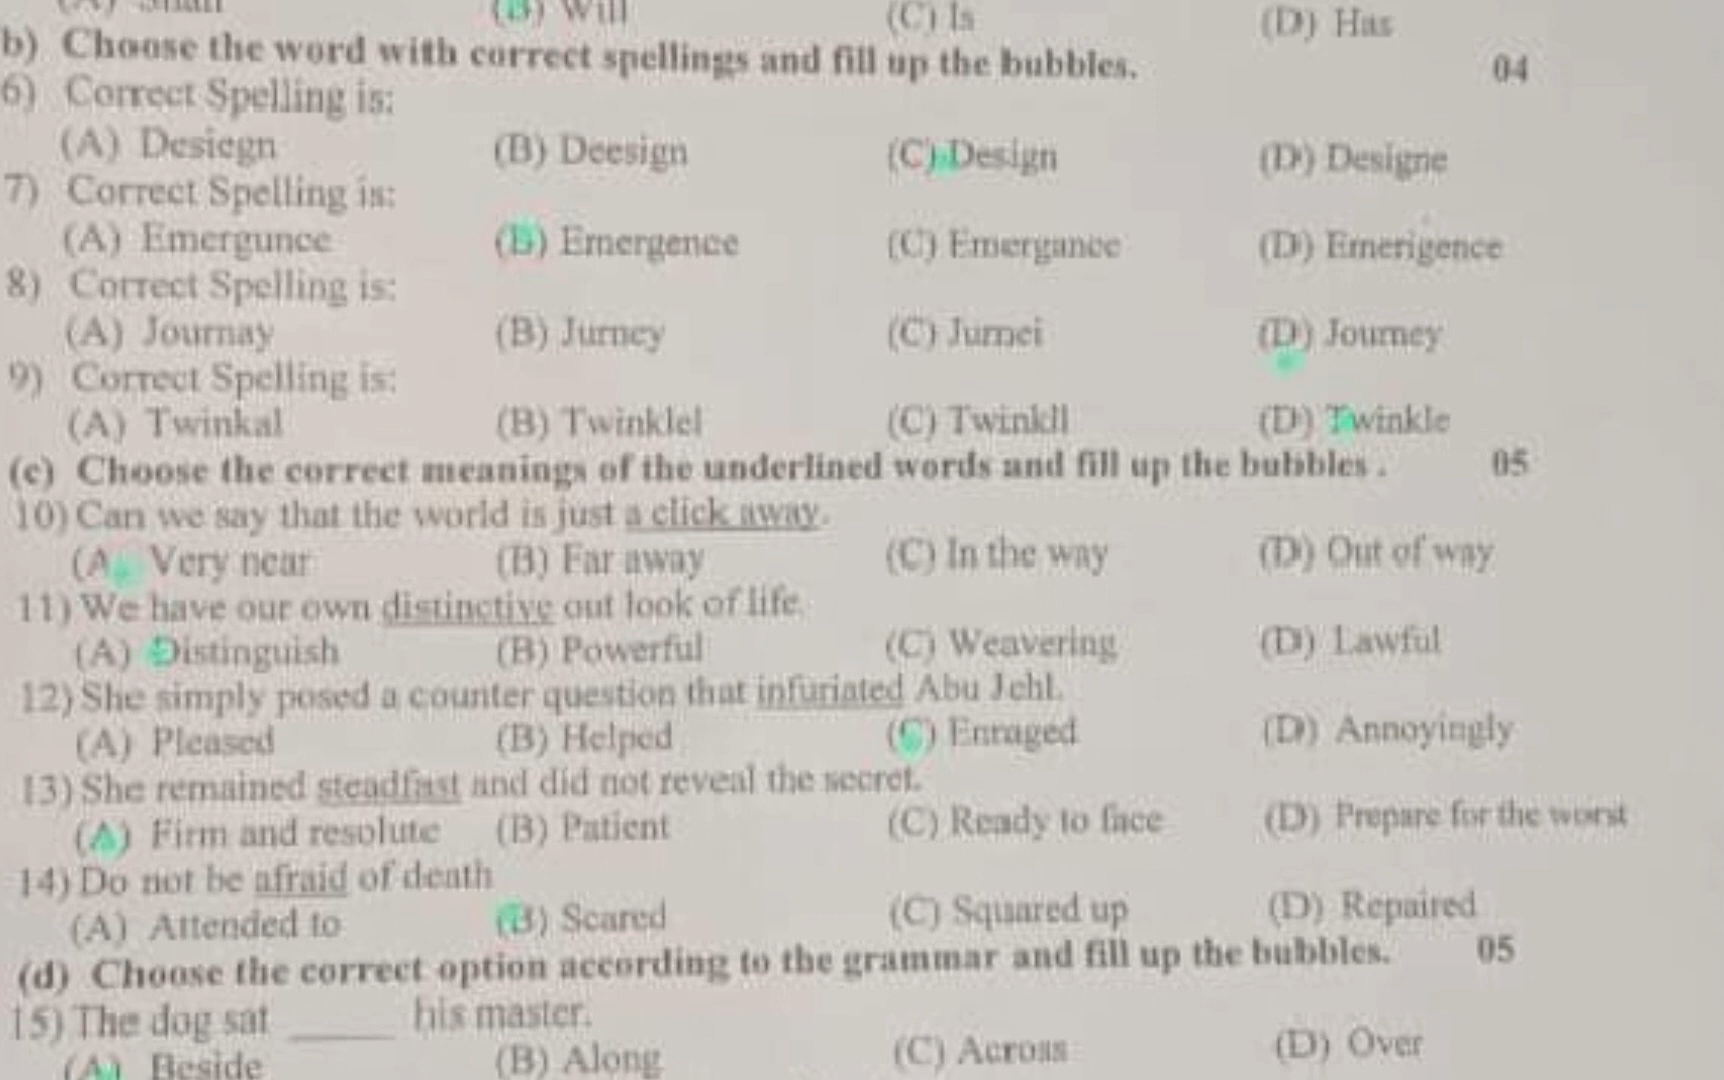 (B) Will (C) Is (D) Has
b) Choose the word with correct spellings and fill up the bubbles. 04
6) Correct Spelling is:
(A) Desiegn (B) Deesign (C) Design (D) Designe
7) Correct Spelling is:
(A) Emergunce (B) Emergence (C) Emergance (D) Emerigence
8) Correct Spelling is:
(A) Journay (B) Jurney (C) Jurnei (D) Journey
9) Correct Spelling is:
(A) Twinkal (B) Twinklel (C) Twinkll (D) Twinkle
(c) Choose the correct meanings of the underlined words and fill up the bubbles . 05
10) Can we say that the world is just a click away.
(A Very near (B) Far away (C) In the way (D) Out of way
11) We have our own distinctive out look of life.
(A) Distinguish (B) Powerful (C) Weavering (D) Lawful
12) She simply posed a counter question that infuriated Abu Jehl.
(A) Pleased (B) Helped (C) Enraged (D) Annoyingly
13) She remained steadfast and did not reveal the secret.
(A) Firm and resolute (B) Patient (C) Ready to face (D) Prepare for the worst
14) Do not be afraid of death
(A) Attended to (B) Scared (C) Squared up (D) Repaired
(d) Choose the correct option according to the grammar and fill up the bubbles. 05
15) The dog sat _____ his master.
(A) Beside (B) Along (C) Across (D) Over